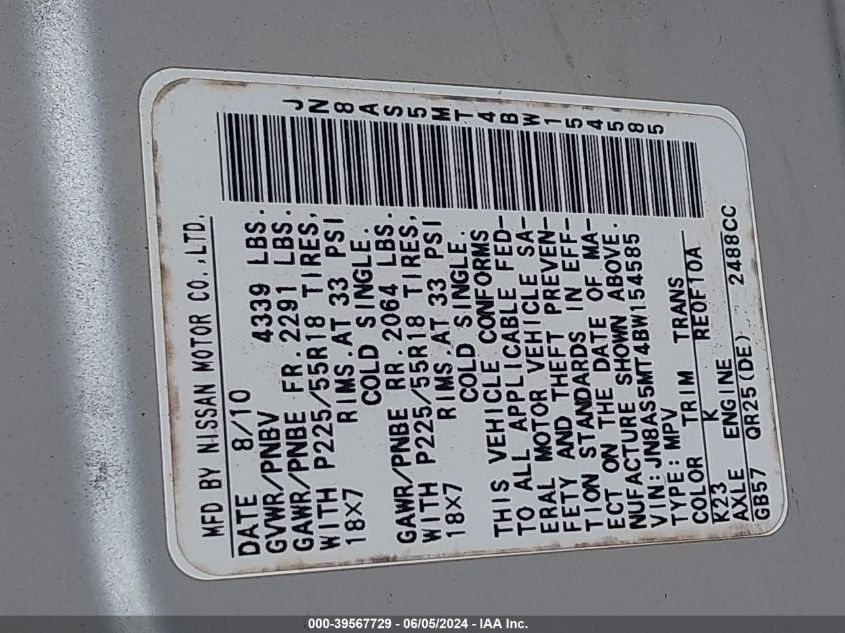 JN8AS5MT4BW154585
MFD BY NISSAN MOTOR CO.,LTD.
DATE 8/10
GVWR/PNBV 4339 LBS.
GAWR/PNBE FR.2291 LBS.
WITH P225/55R18 TIRES,
18X7 RIMS.AT 33 PSI
COLD SINGLE.
GAWR/PNBE RR.2064 LBS.
WITH P225/55R18 TIRES,
18X7 RIMS.AT 33 PSI
COLD SINGLE.
THIS VEHICLE CONFORMS
TO ALL APPLICABLE FED-
ERAL MOTOR VEHICLE SA-
FETY AND THEFT PREVEN-
TION STANDARDS IN EFF-
ECT ON THE DATE OF MA-
NUFACTURE SHOWN ABOVE.
VIN:JN8AS5MT4BW154585
TYPE:MPV
COLOR TRIM TRANS
K23 K RE0F10A
AXLE ENGINE
GB57 QR25(DE) 2488CC
000-39567729 - 06/05/2024 - IAA Inc.